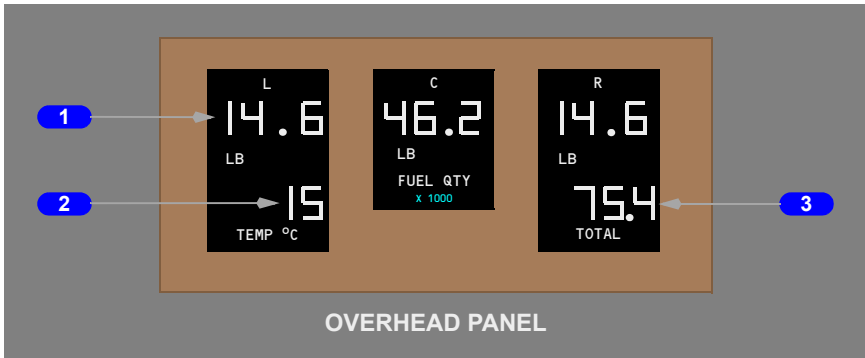 L
C
R
1
14.6
46.2
14.6
LB
LB
LB
FUEL QTY
X 1000
2
15
75.4
3
TEMP °C
TOTAL
OVERHEAD PANEL